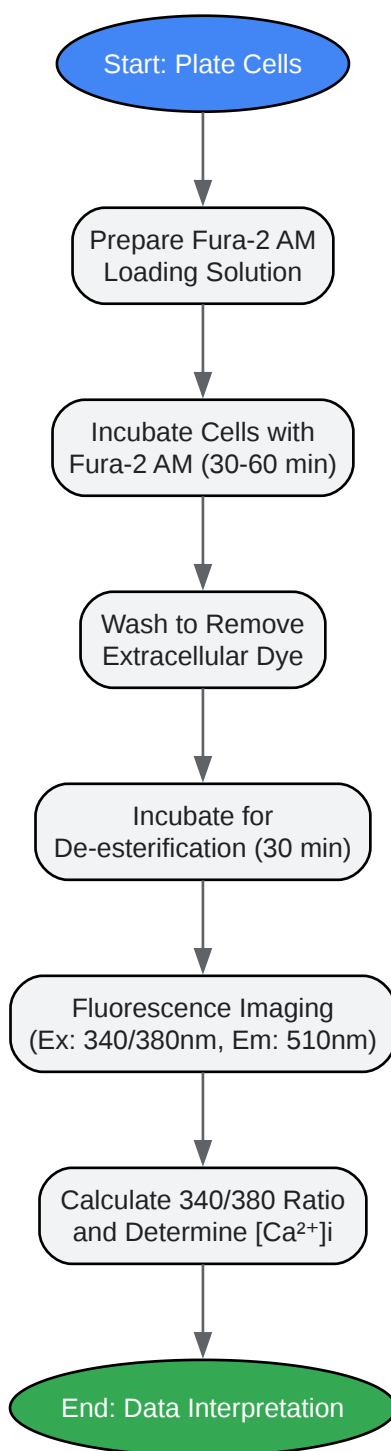 Start: Plate Cells
Prepare Fura-2 AM
Loading Solution
Incubate Cells with
Fura-2 AM (30-60 min)
Wash to Remove
Extracellular Dye
Incubate for
De-esterification (30 min)
Fluorescence Imaging
(Ex: 340/380nm, Em: 510nm)
Calculate 340/380 Ratio
and Determine [Ca²⁺]i
End: Data Interpretation